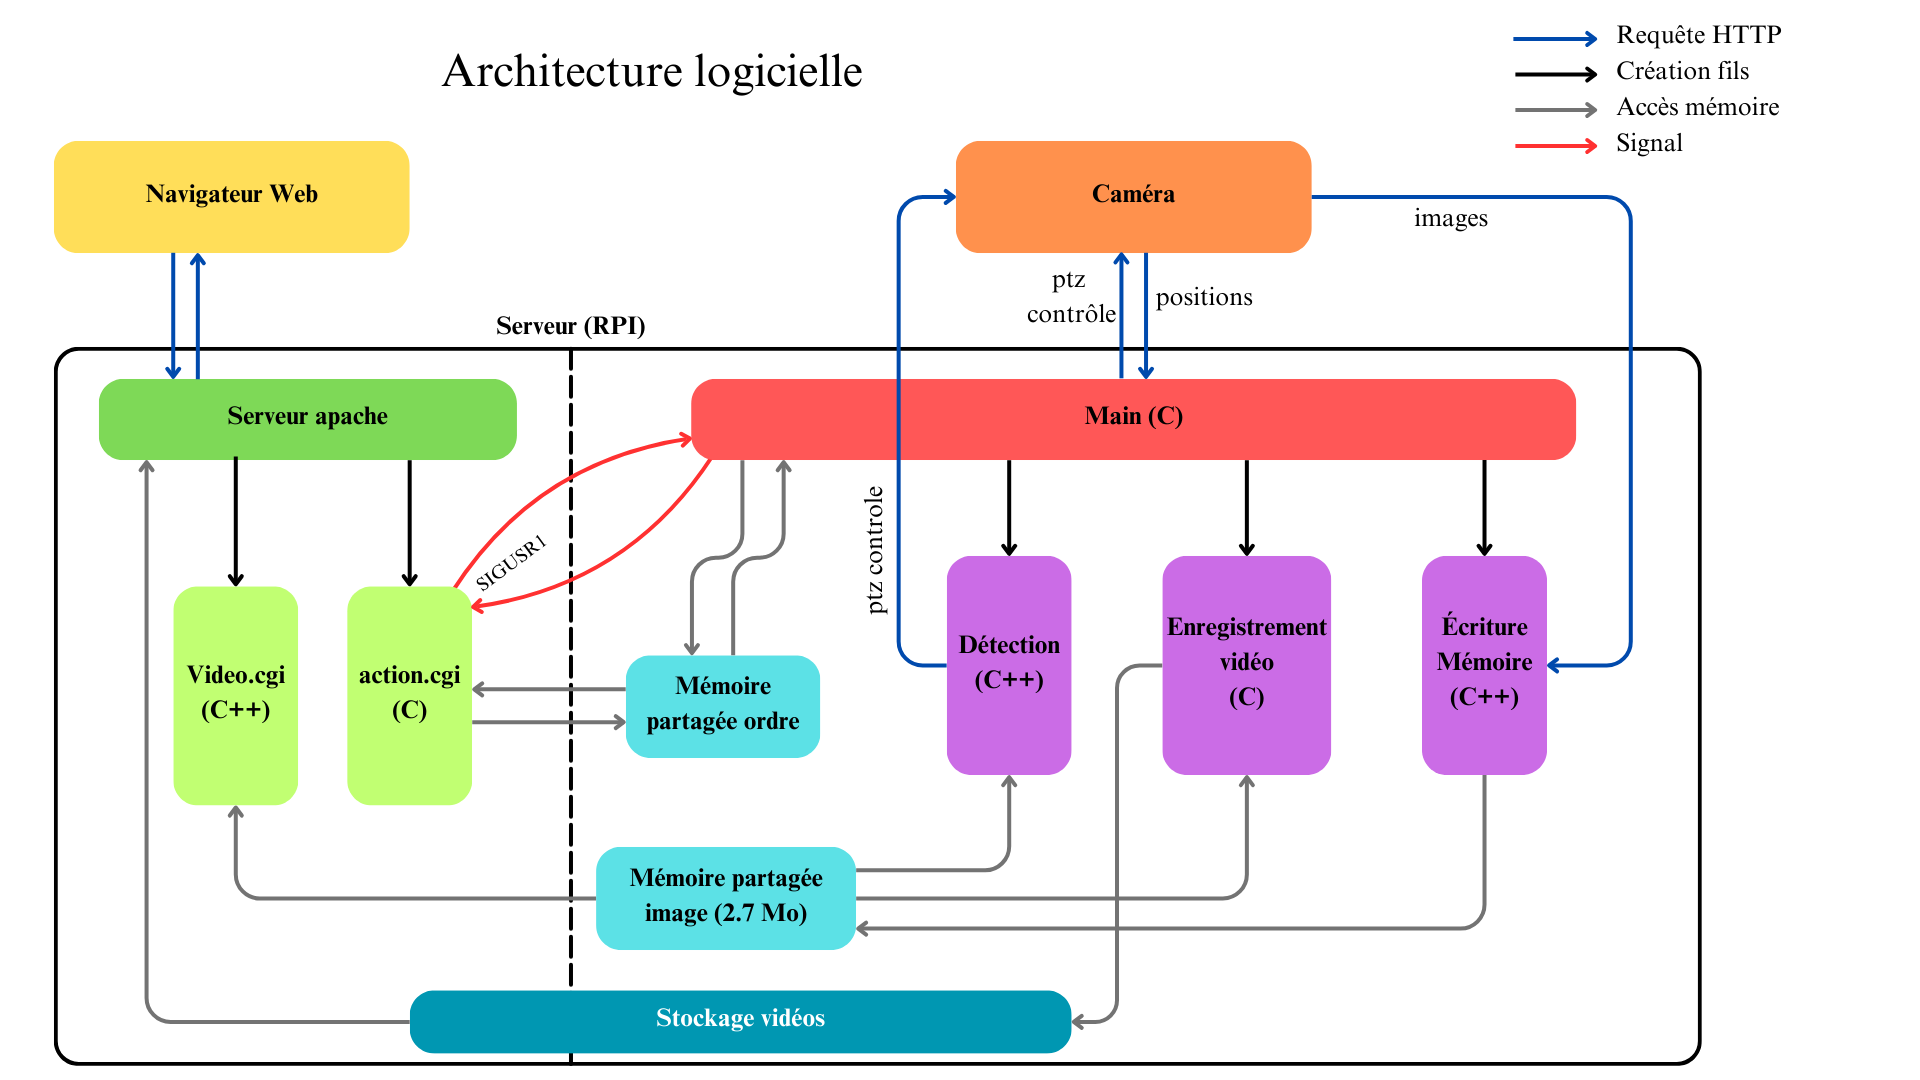 Architecture logicielle
Requête HTTP
Création fils
Accès mémoire
Signal
Navigateur Web
Caméra
images
ptz
contrôle
positions
Serveur (RPI)
Serveur apache
Main (C)
ptz controle
SIGUSR1
Video.cgi
(C++)
action.cgi
(C)
Mémoire
partagée ordre
Détection
(C++)
Enregistrement
vidéo
(C)
Écriture
Mémoire
(C++)
Mémoire partagée
image (2.7 Mo)
Stockage vidéos